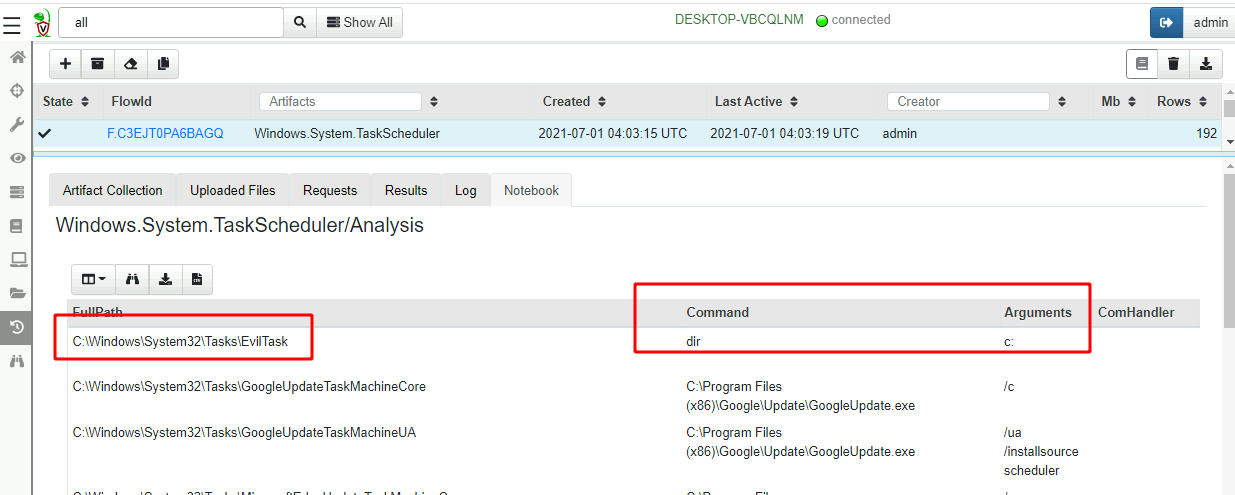 all Show All DESKTOP-VBCQLNM connected admin
State FlowId Artifacts Created Last Active Creator Mb Rows
F.C3EJT0PA6BAGQ Windows.System.TaskScheduler 2021-07-01 04:03:15 UTC 2021-07-01 04:03:19 UTC admin 192
Artifact Collection Uploaded Files Requests Results Log Notebook
Windows.System.TaskScheduler/Analysis
FullPath Command Arguments ComHandler
C:\Windows\System32\Tasks\EvilTask dir c:
C:\Windows\System32\Tasks\GoogleUpdateTaskMachineCore C:\Program Files /c
(x86)\Google\Update\GoogleUpdate.exe
C:\Windows\System32\Tasks\GoogleUpdateTaskMachineUA C:\Program Files /ua
(x86)\Google\Update\GoogleUpdate.exe /installsource
scheduler